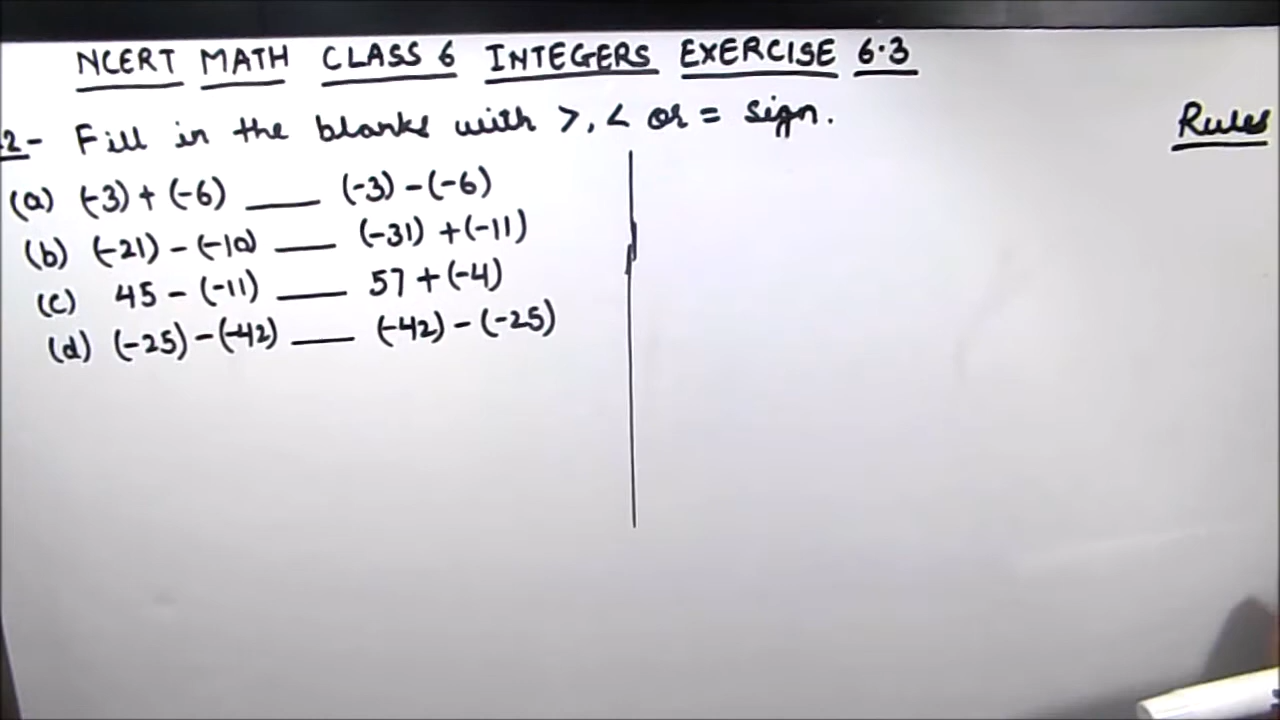 NCERT MATH CLASS 6 INTEGERS EXERCISE 6.3
2- Fill in the blanks with >, < or = sign.
Rules
(a) (-3) + (-6) ____ (-3) - (-6)
(b) (-21) - (-10) ____ (-31) + (-11)
(c) 45 - (-11) ____ 57 + (-4)
(d) (-25) - (-42) ____ (-42) - (-25)